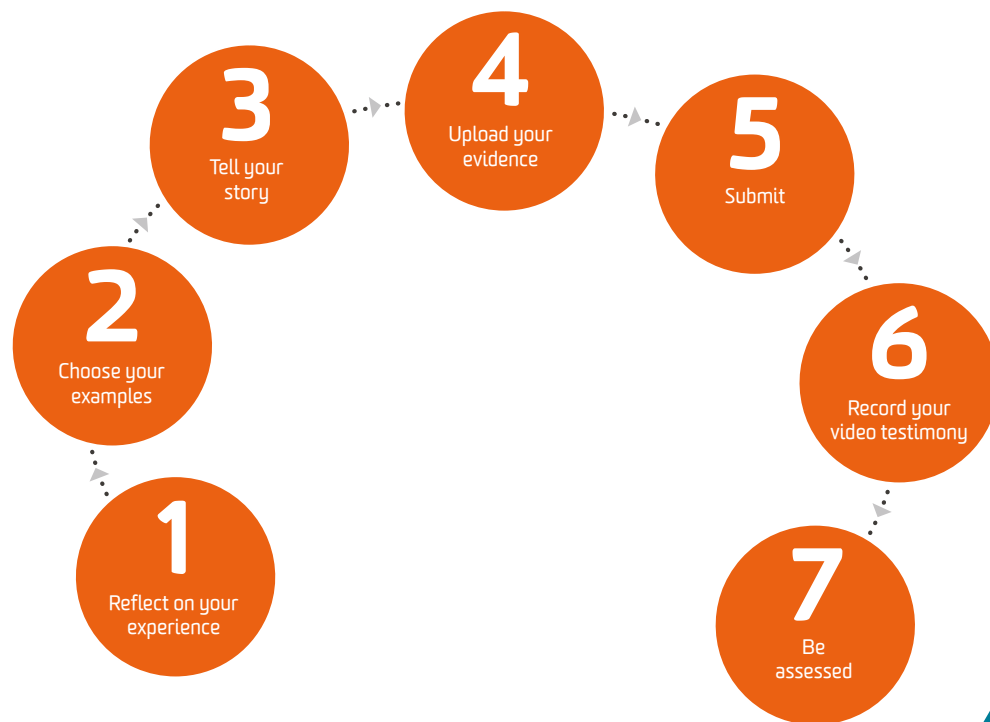 1
Reflect on your
experience
2
Choose your
examples
3
Tell your
story
4
Upload your
evidence
5
Submit
6
Record your
video testimony
7
Be
assessed